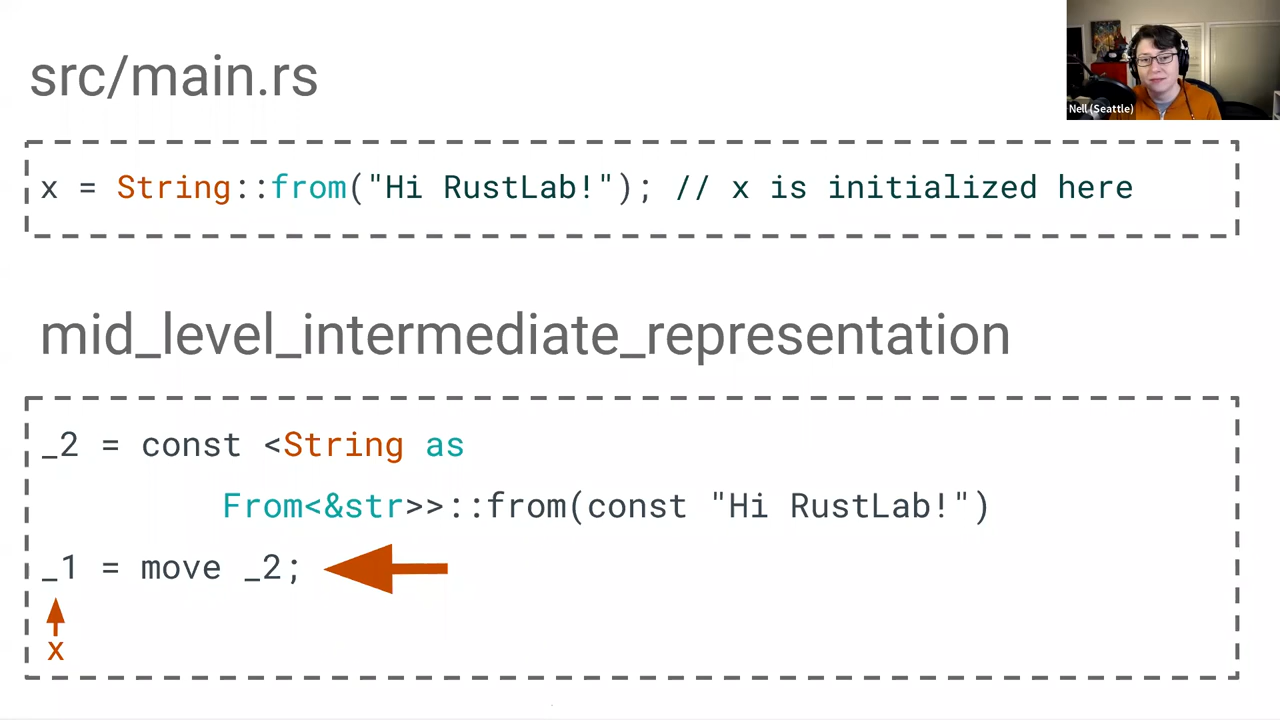 src/main.rs
Nell (Seattle)
x = String::from("Hi RustLab!"); // x is initialized here
mid_level_intermediate_representation
_2 = const <String as
From<&str>>::from(const "Hi RustLab!")
_1 = move _2;
x